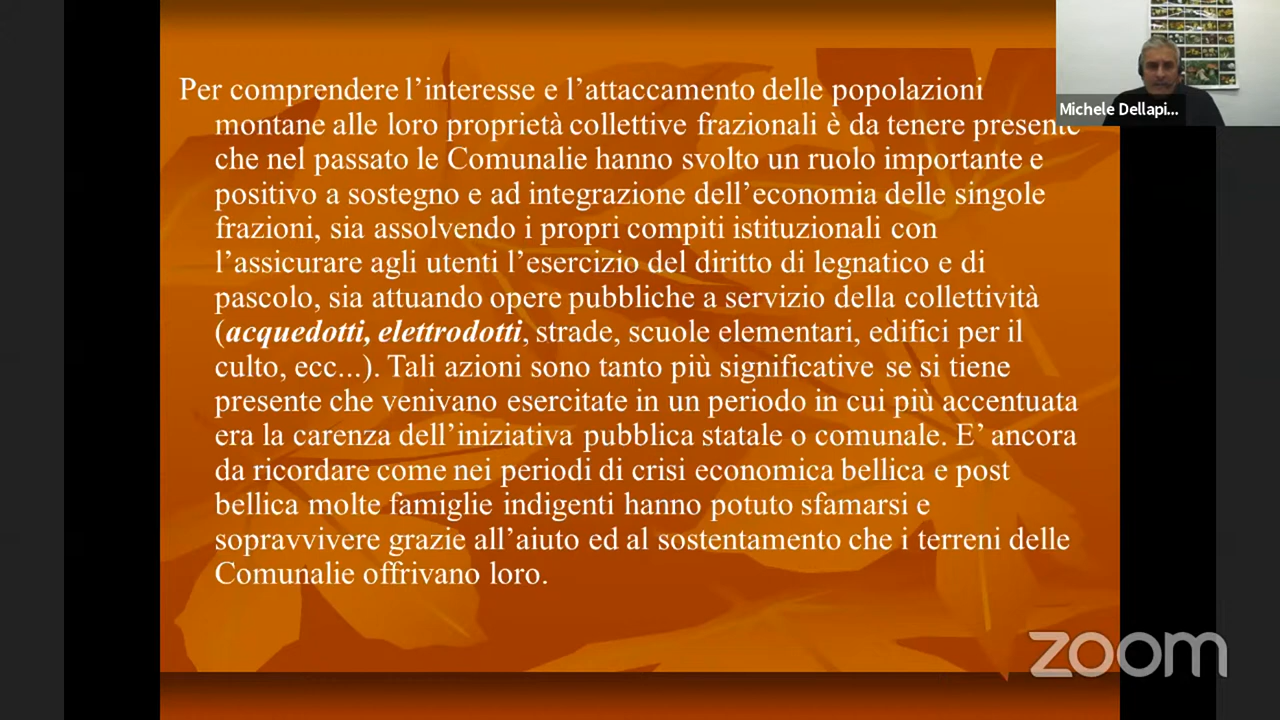 Per comprendere l’interesse e l’attaccamento delle popolazioni
montane alle loro proprietà collettive frazionali è da tenere presente
che nel passato le Comunalie hanno svolto un ruolo importante e
positivo a sostegno e ad integrazione dell’economia delle singole
frazioni, sia assolvendo i propri compiti istituzionali con
l’assicurare agli utenti l’esercizio del diritto di legnatico e di
pascolo, sia attuando opere pubbliche a servizio della collettività
(acquedotti, elettrodotti, strade, scuole elementari, edifici per il
culto, ecc...). Tali azioni sono tanto più significative se si tiene
presente che venivano esercitate in un periodo in cui più accentuata
era la carenza dell’iniziativa pubblica statale o comunale. E’ ancora
da ricordare come nei periodi di crisi economica bellica e post
bellica molte famiglie indigenti hanno potuto sfamarsi e
sopravvivere grazie all’aiuto ed al sostentamento che i terreni delle
Comunalie offrivano loro.
Michele Dellapi...
zoom